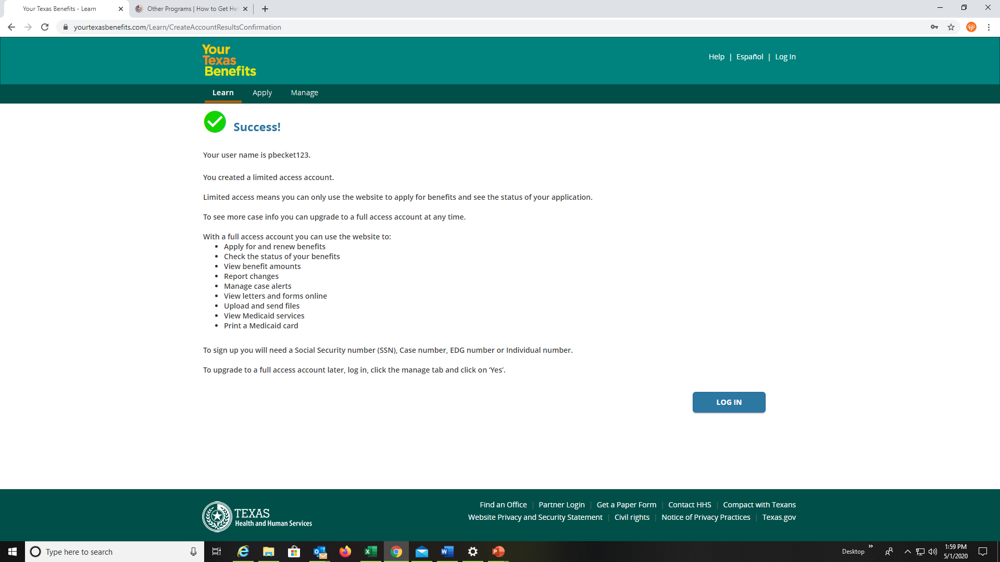 Your Texas Benefits - Learn
Other Programs | How to Get He
yourtexasbenefits.com/Learn/CreateAccountResultsConfirmation
Your
Texas
Benefits
Help | Español | Log In
Learn Apply Manage
Success!
Your user name is pbecket123.
You created a limited access account.
Limited access means you can only use the website to apply for benefits and see the status of your application.
To see more case info you can upgrade to a full access account at any time.
With a full access account you can use the website to:
• Apply for and renew benefits
• Check the status of your benefits
• View benefit amounts
• Report changes
• Manage case alerts
• View letters and forms online
• Upload and send files
• View Medicaid services
• Print a Medicaid card
To sign up you will need a Social Security number (SSN), Case number, EDG number or Individual number.
To upgrade to a full access account later, log in, click the manage tab and click on ‘Yes’.
LOG IN
TEXAS
Health and Human Services
Find an Office | Partner Login | Get a Paper Form | Contact HHS | Compact with Texans
Website Privacy and Security Statement | Civil rights | Notice of Privacy Practices | Texas.gov
Type here to search
Desktop
1:59 PM
5/1/2020